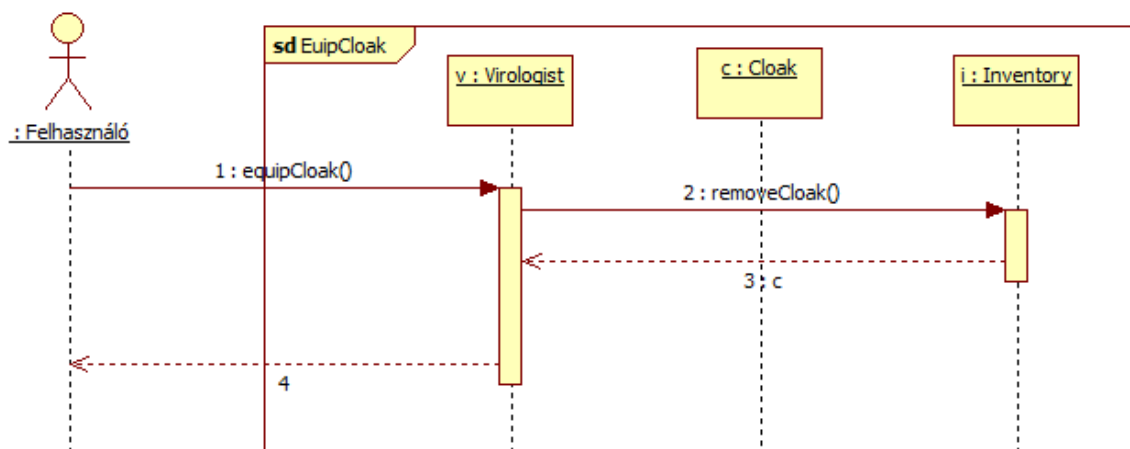 sd EuipCloak
v : Virologist
c : Cloak
i : Inventory
: Felhasználó
1 : equipCloak()
2 : removeCloak()
3 : c
4